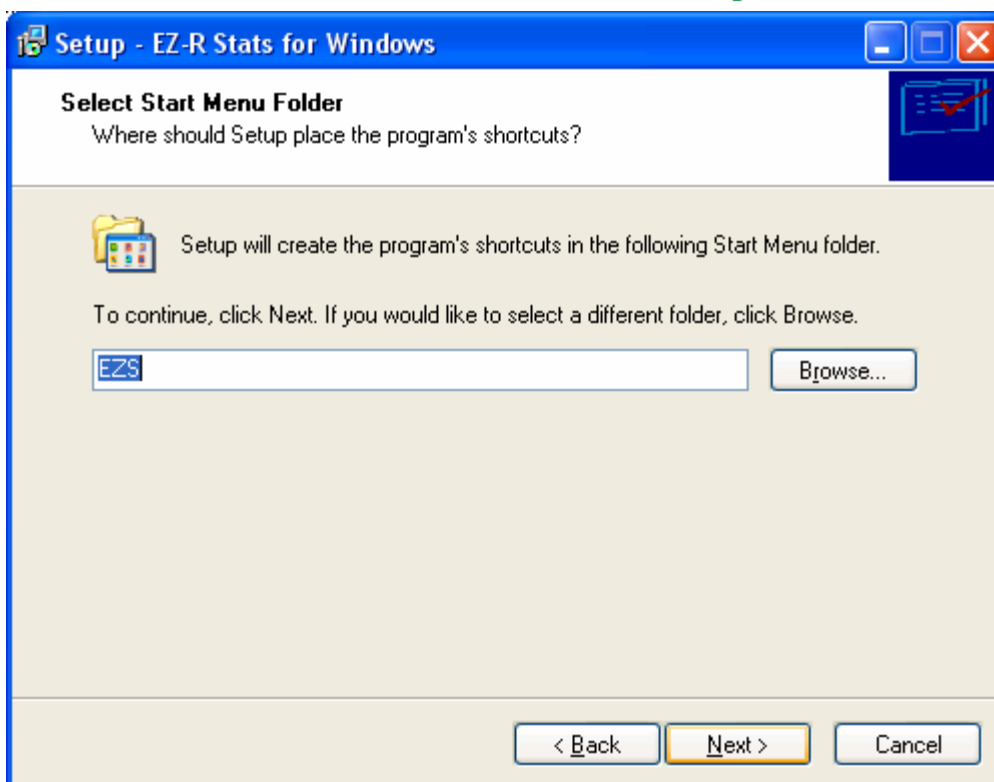 Setup - EZ-R Stats for Windows
Select Start Menu Folder
Where should Setup place the program's shortcuts?
Setup will create the program's shortcuts in the following Start Menu folder.
To continue, click Next. If you would like to select a different folder, click Browse.
EZS
Browse...
< Back
Next >
Cancel